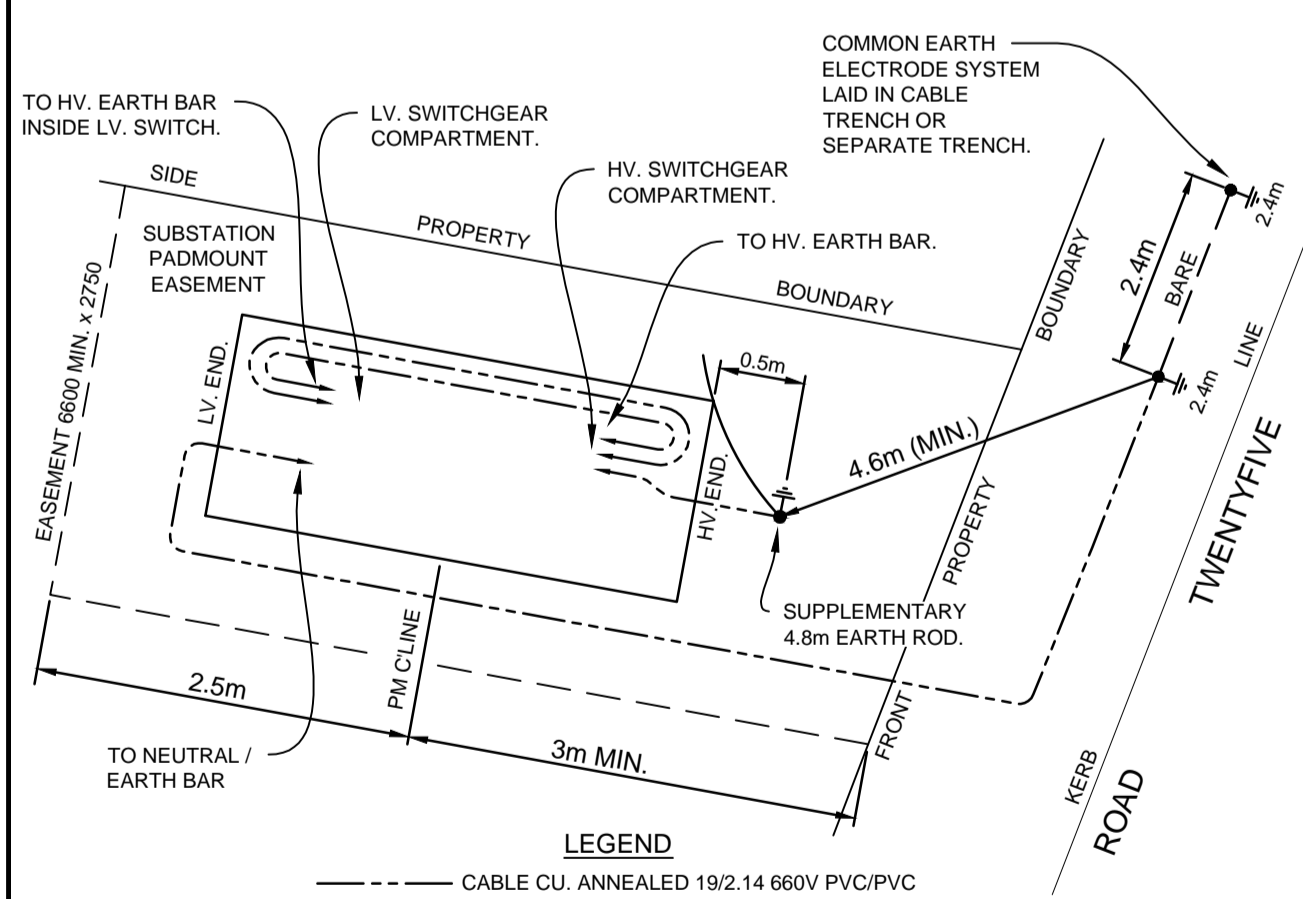 COMMON EARTH
ELECTRODE SYSTEM
LAID IN CABLE
TRENCH OR
SEPARATE TRENCH.
TO HV. EARTH BAR
INSIDE LV. SWITCH.
LV. SWITCHGEAR
COMPARTMENT.
HV. SWITCHGEAR
COMPARTMENT.
TO HV. EARTH BAR.
SIDE
PROPERTY
BOUNDARY
SUBSTATION
PADMOUNT
EASEMENT
EASEMENT 6600 MIN. x 2750
LV. END.
HV. END.
0.5m
4.6m (MIN.)
2.4m
BARE
2.4m
2.4m
BOUNDARY
PROPERTY
FRONT
LINE
KERB
TWENTYFIVE
ROAD
SUPPLEMENTARY
4.8m EARTH ROD.
PM C'LINE
2.5m
3m MIN.
TO NEUTRAL /
EARTH BAR
LEGEND
CABLE CU. ANNEALED 19/2.14 660V PVC/PVC